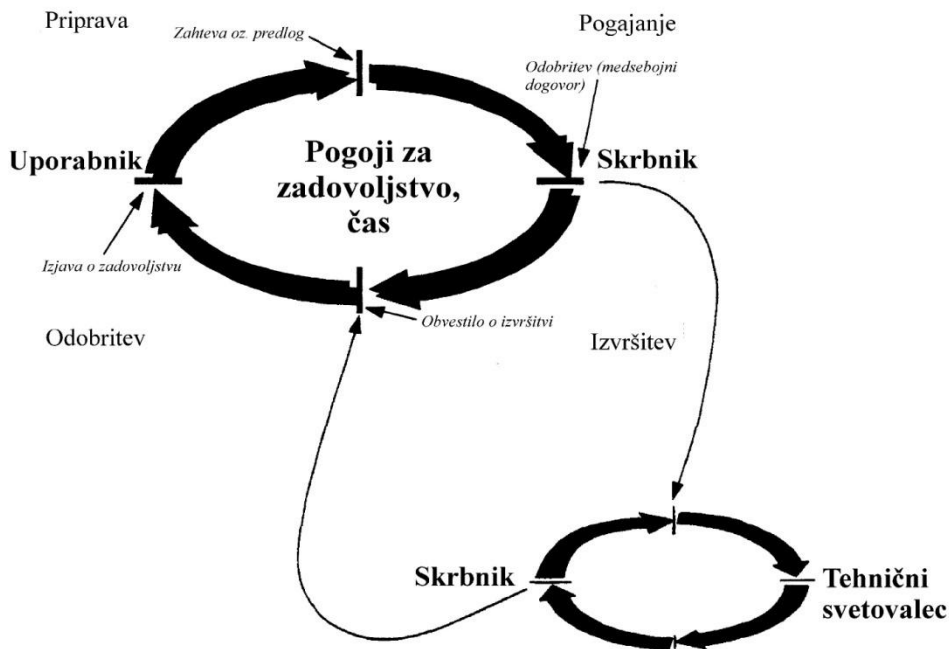 Priprava
Zahteva oz. predlog
Pogajanje
Odobritev (medsebojni
dogovor)
Uporabnik
Pogoji za
zadovoljstvo,
čas
Skrbnik
Izjava o zadovoljstvu
Obvestilo o izvršitvi
Odobritev
Izvršitev
Skrbnik
Tehnični
svetovalec